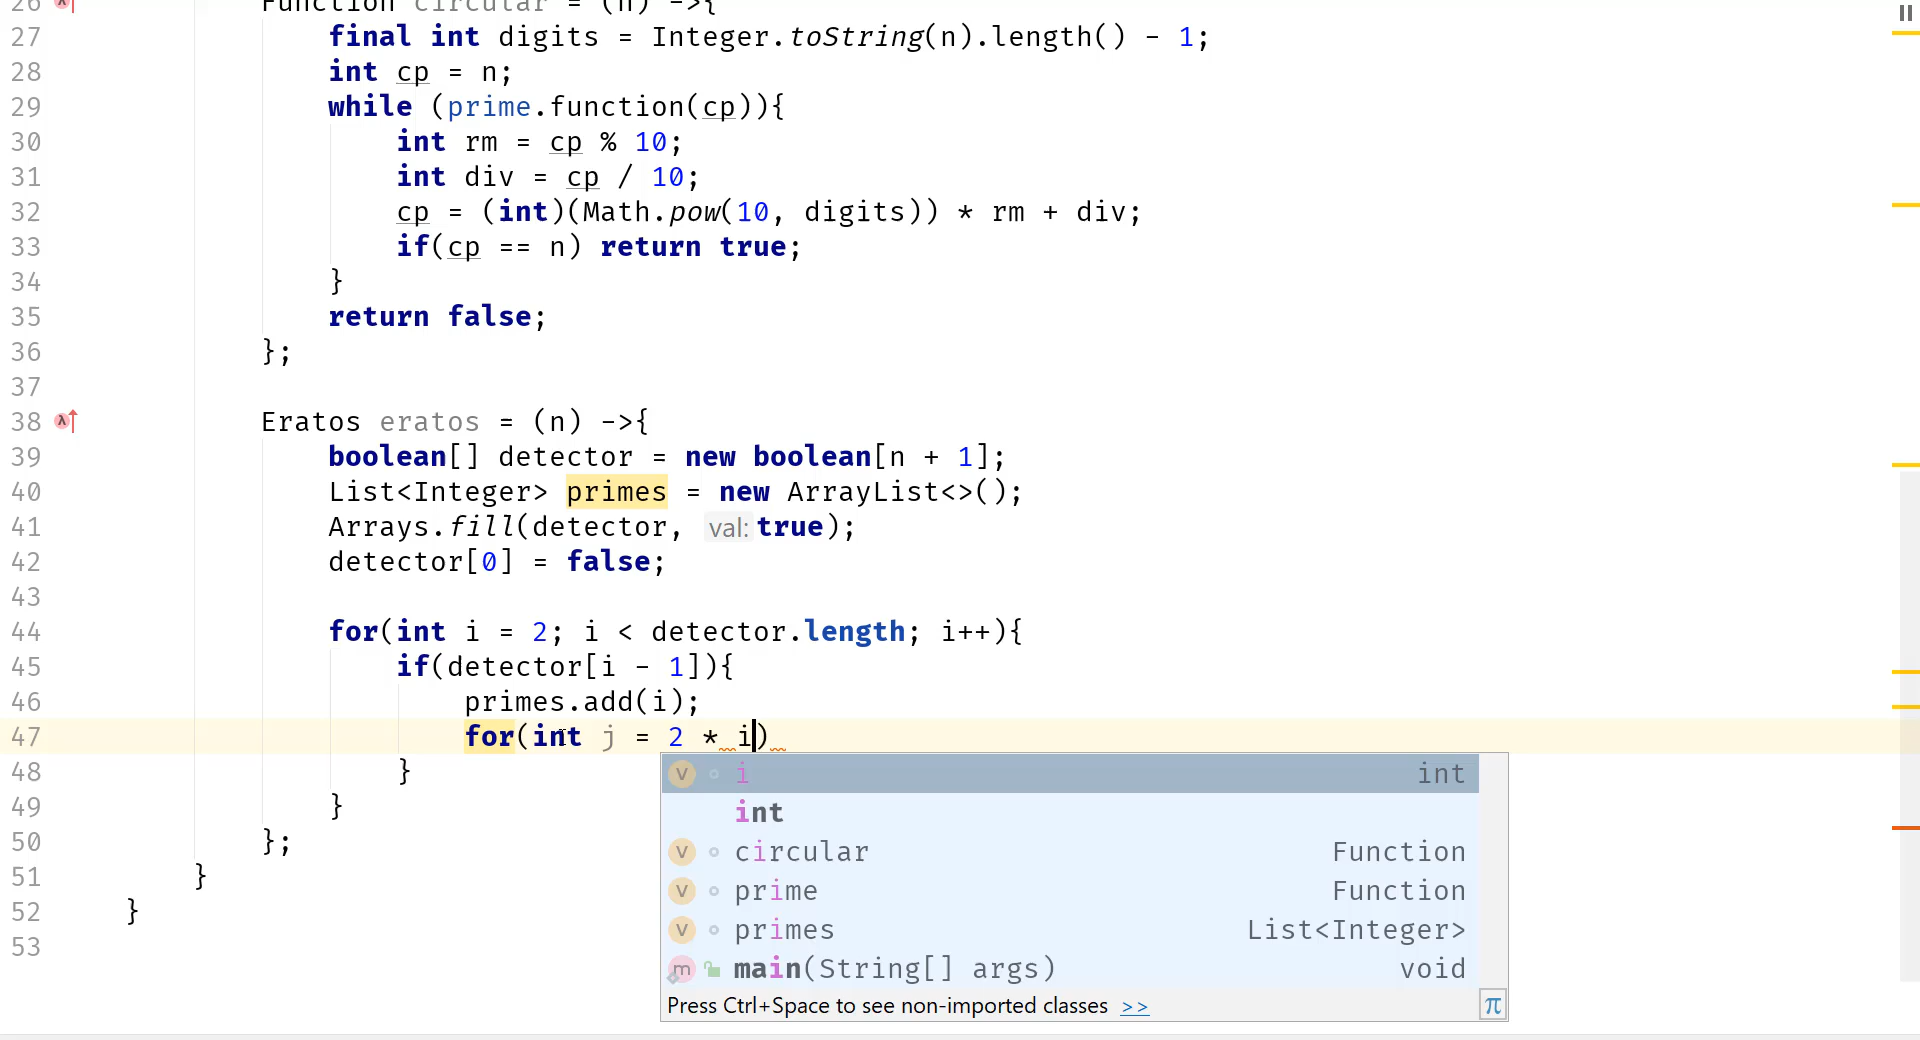 26 Function circular = (n) ->{
27 final int digits = Integer.toString(n).length() - 1;
28 int cp = n;
29 while (prime.function(cp)){
30 int rm = cp % 10;
31 int div = cp / 10;
32 cp = (int)(Math.pow(10, digits)) * rm + div;
33 if(cp == n) return true;
34 }
35 return false;
36 };
37
38 Eratos eratos = (n) ->{
39 boolean[] detector = new boolean[n + 1];
40 List<Integer> primes = new ArrayList<>();
41 Arrays.fill(detector, val: true);
42 detector[0] = false;
43
44 for(int i = 2; i < detector.length; i++){
45 if(detector[i - 1]){
46 primes.add(i);
47 for(int j = 2 * i)
48 }
49 }
50 };
51 }
52 }
53
v i int
int
v circular Function
v prime Function
v primes List<Integer>
m main(String[] args) void
Press Ctrl+Space to see non-imported classes >> π